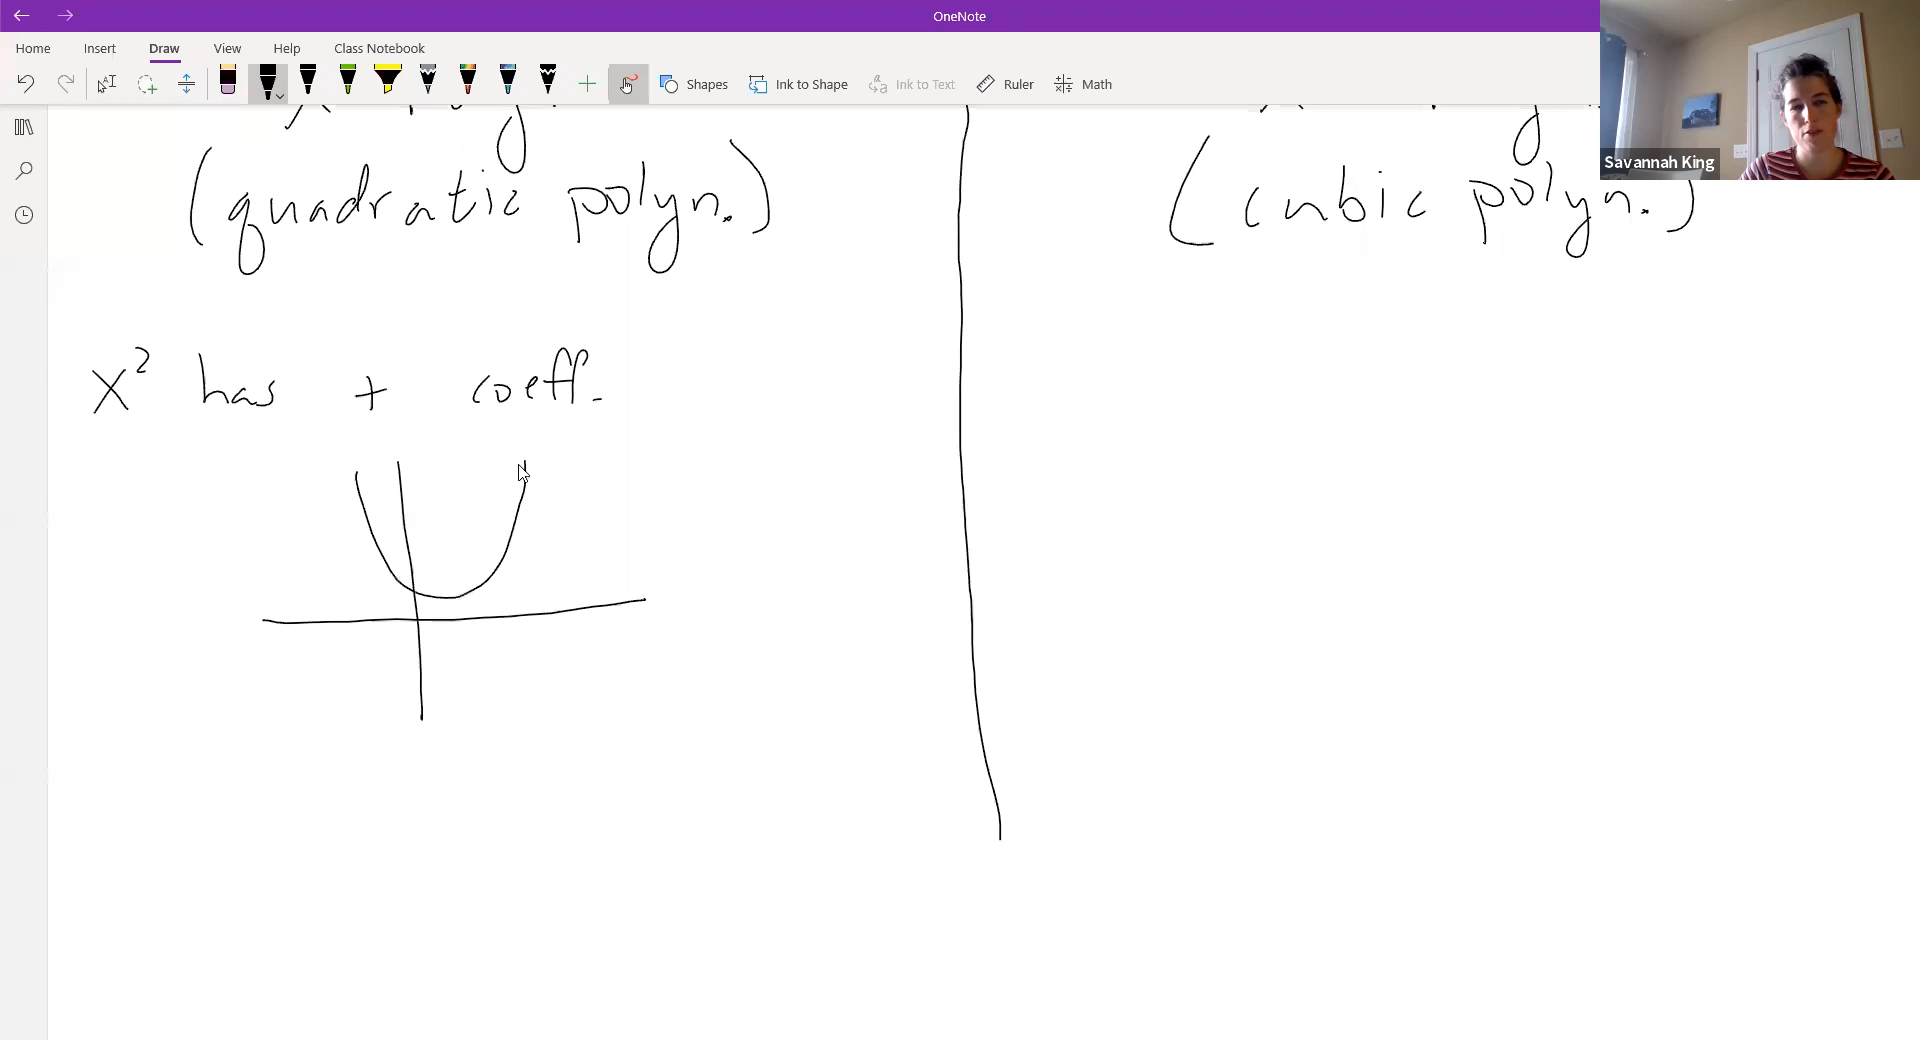 OneNote
Home Insert Draw View Help Class Notebook
Shapes Ink to Shape Ink to Text Ruler Math
Savannah King
(quadratic polyn.)
(cubic polyn.)
x² has + coeff.